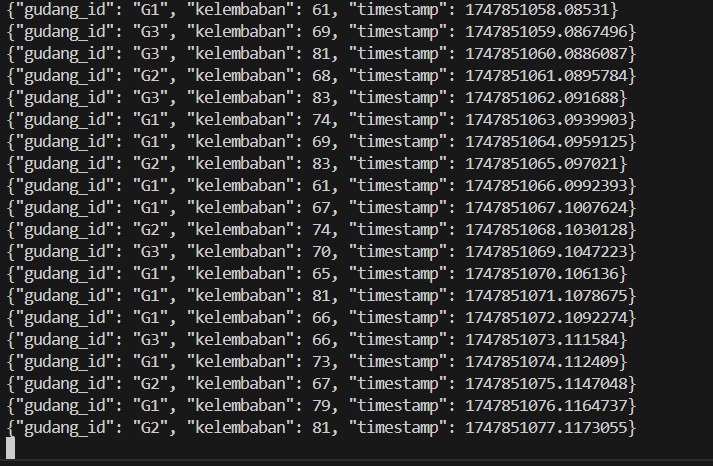 {"gudang_id": "G1", "kelembaban": 61, "timestamp": 1747851058.08531}
{"gudang_id": "G3", "kelembaban": 69, "timestamp": 1747851059.0867496}
{"gudang_id": "G3", "kelembaban": 81, "timestamp": 1747851060.0886087}
{"gudang_id": "G2", "kelembaban": 68, "timestamp": 1747851061.0895784}
{"gudang_id": "G3", "kelembaban": 83, "timestamp": 1747851062.091688}
{"gudang_id": "G1", "kelembaban": 74, "timestamp": 1747851063.0939903}
{"gudang_id": "G1", "kelembaban": 69, "timestamp": 1747851064.0959125}
{"gudang_id": "G2", "kelembaban": 83, "timestamp": 1747851065.097021}
{"gudang_id": "G1", "kelembaban": 61, "timestamp": 1747851066.0992393}
{"gudang_id": "G1", "kelembaban": 67, "timestamp": 1747851067.1007624}
{"gudang_id": "G2", "kelembaban": 74, "timestamp": 1747851068.1030128}
{"gudang_id": "G3", "kelembaban": 70, "timestamp": 1747851069.1047223}
{"gudang_id": "G1", "kelembaban": 65, "timestamp": 1747851070.106136}
{"gudang_id": "G1", "kelembaban": 81, "timestamp": 1747851071.1078675}
{"gudang_id": "G1", "kelembaban": 66, "timestamp": 1747851072.1092274}
{"gudang_id": "G3", "kelembaban": 66, "timestamp": 1747851073.111584}
{"gudang_id": "G1", "kelembaban": 73, "timestamp": 1747851074.112409}
{"gudang_id": "G2", "kelembaban": 67, "timestamp": 1747851075.1147048}
{"gudang_id": "G1", "kelembaban": 79, "timestamp": 1747851076.1164737}
{"gudang_id": "G2", "kelembaban": 81, "timestamp": 1747851077.1173055}